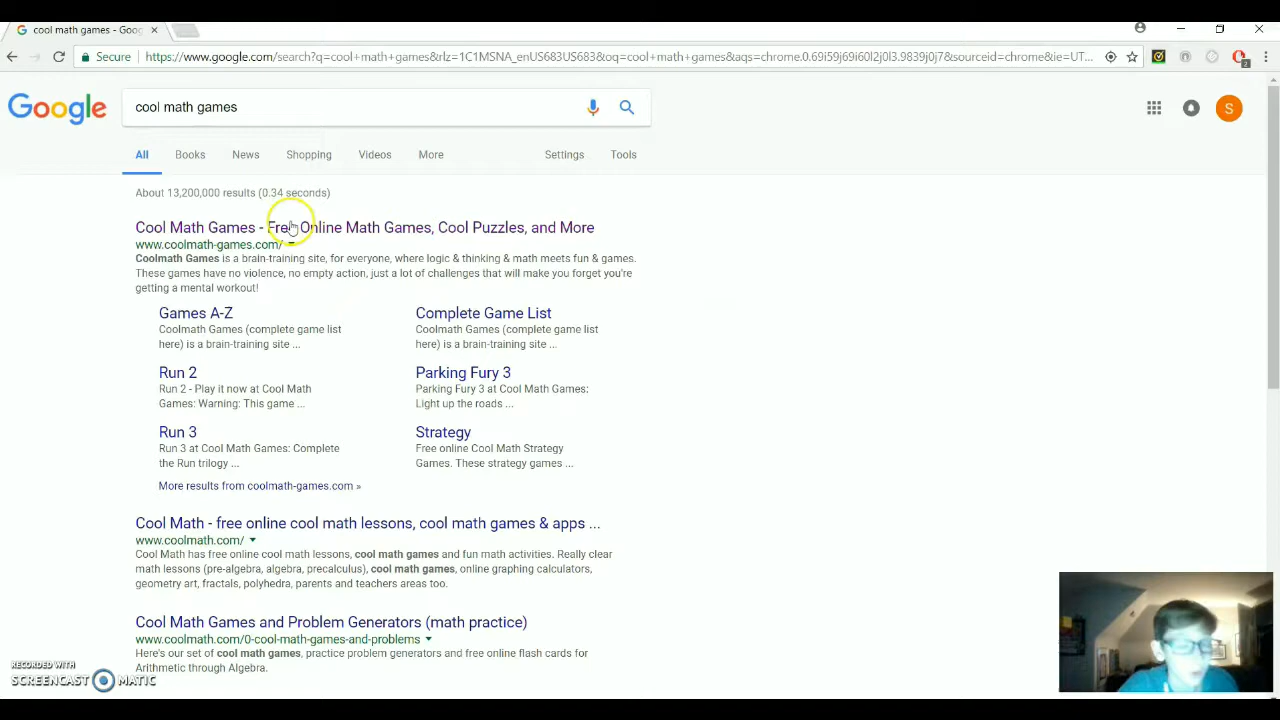 cool math games - Goog
Secure https://www.google.com/search?q=cool+math+games&rlz=1C1MSNA_enUS683US683&oq=cool+math+games&aqs=chrome.0.69i59j69i60l2j0l3.9839j0j7&sourceid=chrome&ie=UT...
2
Google
cool math games
S
All Books News Shopping Videos More Settings Tools
About 13,200,000 results (0.34 seconds)
Cool Math Games - Free Online Math Games, Cool Puzzles, and More
www.coolmath-games.com/
Coolmath Games is a brain-training site, for everyone, where logic & thinking & math meets fun & games.
These games have no violence, no empty action, just a lot of challenges that will make you forget you're
getting a mental workout!
Games A-Z
Coolmath Games (complete game list
here) is a brain-training site ...
Complete Game List
Coolmath Games (complete game list
here) is a brain-training site ...
Run 2
Run 2 - Play it now at Cool Math
Games: Warning: This game ...
Parking Fury 3
Parking Fury 3 at Cool Math Games:
Light up the roads ...
Run 3
Run 3 at Cool Math Games: Complete
the Run trilogy ...
Strategy
Free online Cool Math Strategy
Games. These strategy games ...
More results from coolmath-games.com »
Cool Math - free online cool math lessons, cool math games & apps ...
www.coolmath.com/
Cool Math has free online cool math lessons, cool math games and fun math activities. Really clear
math lessons (pre-algebra, algebra, precalculus), cool math games, online graphing calculators,
geometry art, fractals, polyhedra, parents and teachers areas too.
Cool Math Games and Problem Generators (math practice)
www.coolmath.com/0-cool-math-games-and-problems
Here's our set of cool math games, practice problem generators and free online flash cards for
Arithmetic through Algebra.
RECORDED WITH
SCREENCAST MATIC